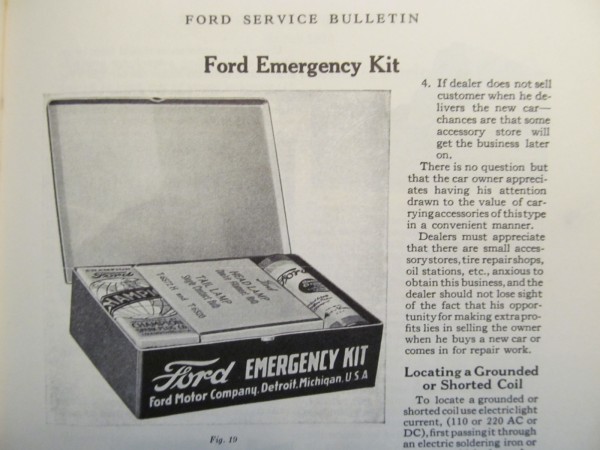 FORD SERVICE BULLETIN
Ford Emergency Kit
CHAMPION
Ford
CHAMPION
TAIL LAMP
Single Contact Bulb
HEAD LAMP
Ford
Ford EMERGENCY KIT
Ford Motor Company, Detroit, Michigan, U.S.A
Fig. 19
4. If dealer does not sell
customer when he de-
livers the new car—
chances are that some
accessory store will
get the business later
on.
There is no question but
that the car owner appreci-
ates having his attention
drawn to the value of car-
rying accessories of this type
in a convenient manner.
Dealers must appreciate
that there are small acces-
sory stores, tire repair shops,
oil stations, etc., anxious to
obtain this business, and the
dealer should not lose sight
of the fact that his oppor-
tunity for making extra pro-
fits lies in selling the owner
when he buys a new car or
comes in for repair work.
Locating a Grounded
or Shorted Coil
To locate a grounded or
shorted coil use electric light
current, (110 or 220 AC or
DC), first passing it through
an electric soldering iron or